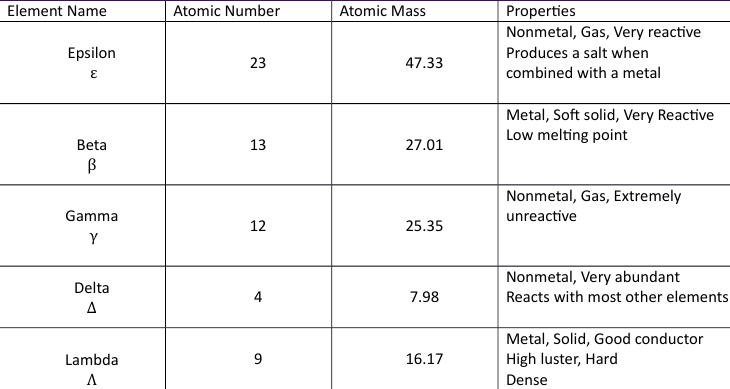 Element Name Atomic Number Atomic Mass Properties
Epsilon
ε
23 47.33
Nonmetal, Gas, Very reactive
Produces a salt when
combined with a metal
Beta
β
13 27.01
Metal, Soft solid, Very Reactive
Low melting point
Gamma
γ
12 25.35
Nonmetal, Gas, Extremely
unreactive
Delta
Δ
4 7.98
Nonmetal, Very abundant
Reacts with most other elements
Lambda
Λ
9 16.17
Metal, Solid, Good conductor
High luster, Hard
Dense